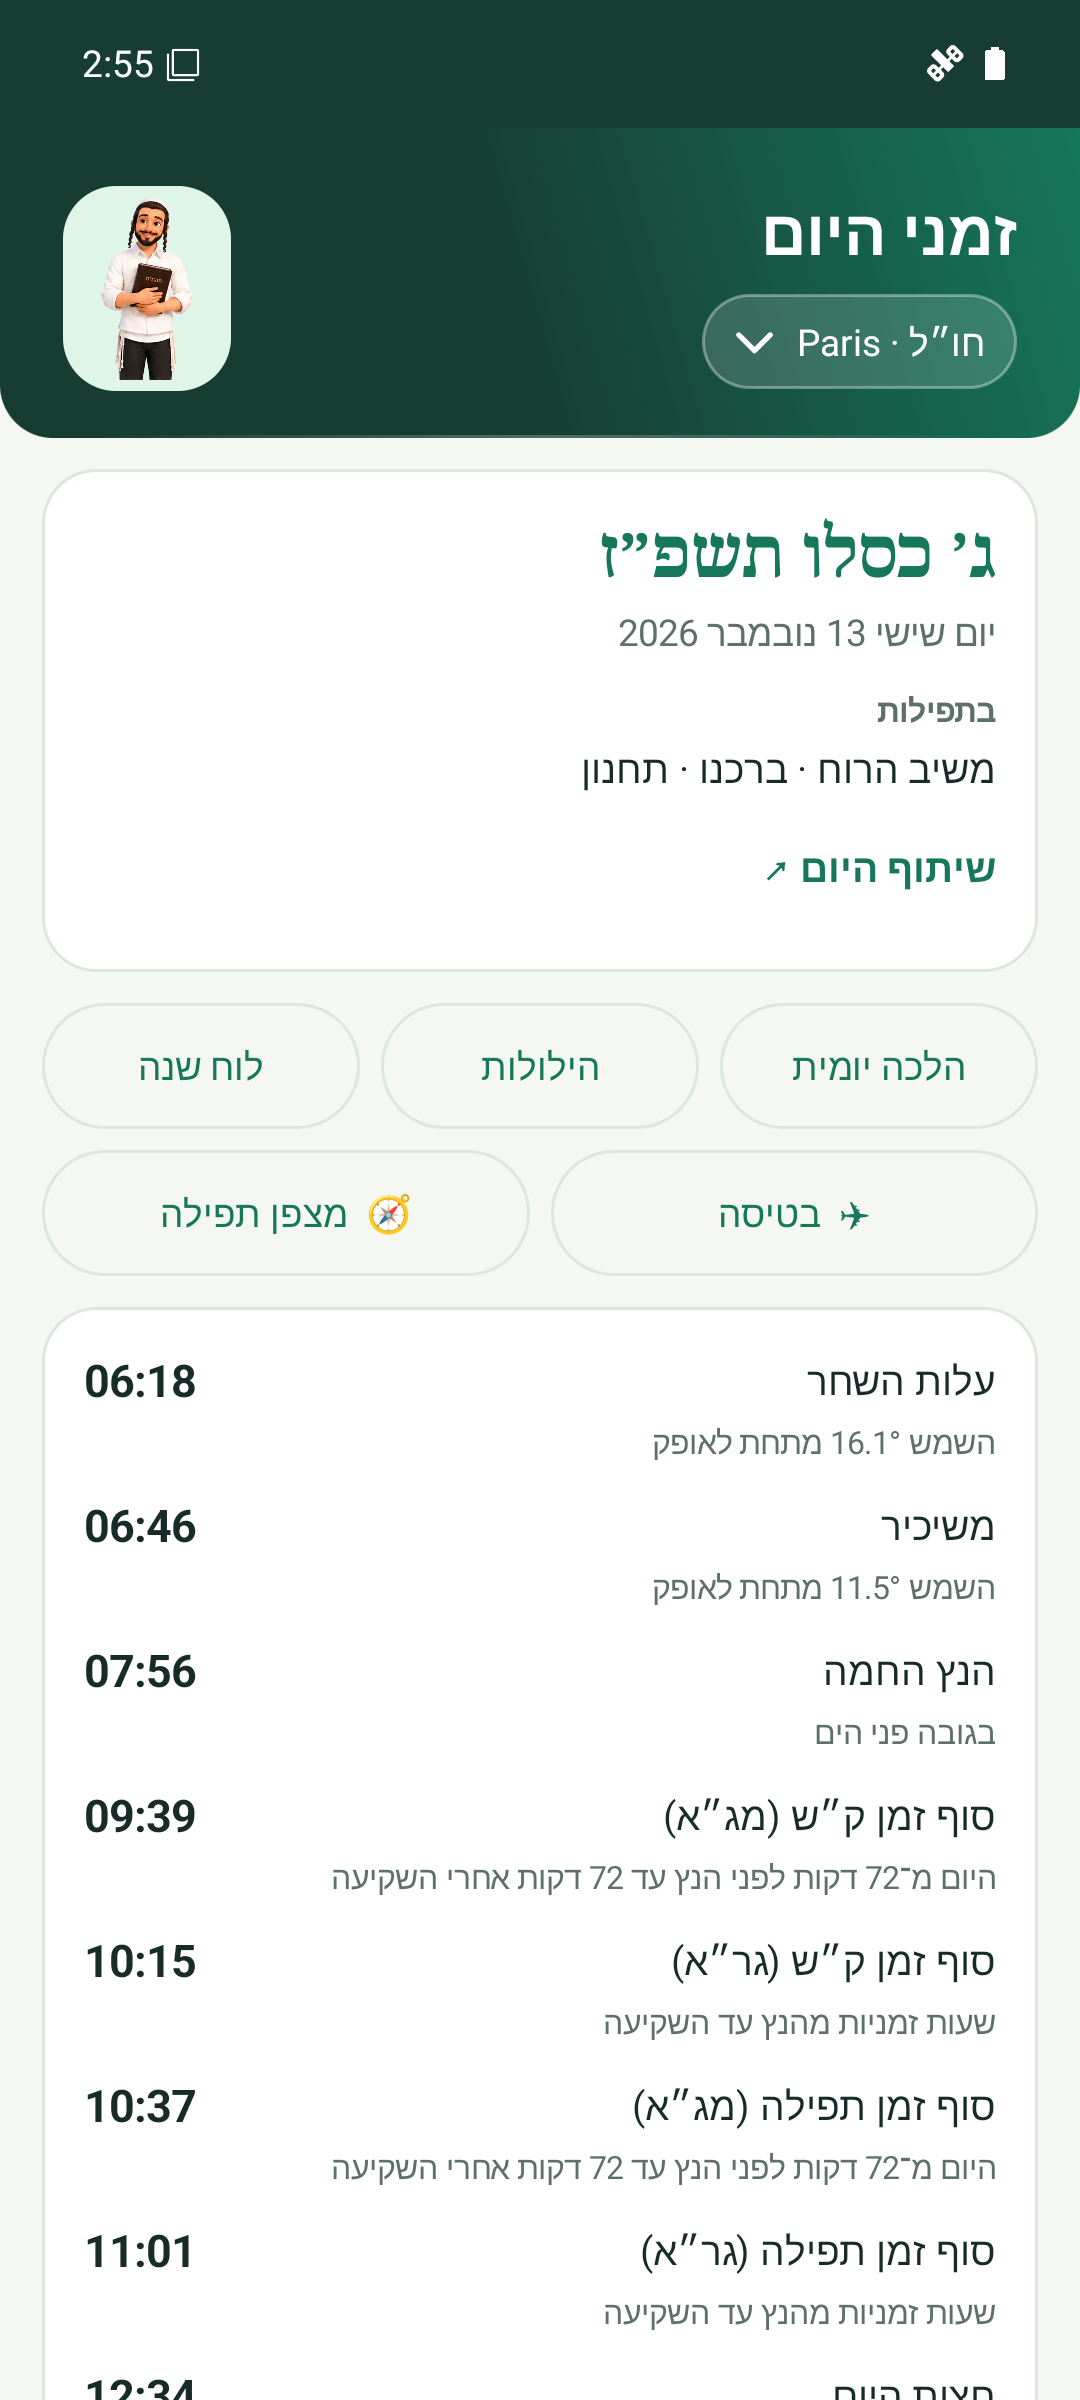 2:55
זמני היום
חו״ל · Paris
ג׳ כסלו תשפ״ז
יום שישי 13 נובמבר 2026
בתפילות
משיב הרוח · ברכנו · תחנון
שיתוף היום ↗
הלכה יומית
הילולות
לוח שנה
✈ בטיסה
🧭 מצפן תפילה
עלות השחר 06:18
השמש 16.1° מתחת לאופק
משיכיר 06:46
השמש 11.5° מתחת לאופק
הנץ החמה 07:56
בגובה פני הים
סוף זמן ק״ש (מג״א) 09:39
היום מ־72 דקות לפני הנץ עד 72 דקות אחרי השקיעה
סוף זמן ק״ש (גר״א) 10:15
שעות זמניות מהנץ עד השקיעה
סוף זמן תפילה (מג״א) 10:37
היום מ־72 דקות לפני הנץ עד 72 דקות אחרי השקיעה
סוף זמן תפילה (גר״א) 11:01
שעות זמניות מהנץ עד השקיעה
חצות היום 12:34